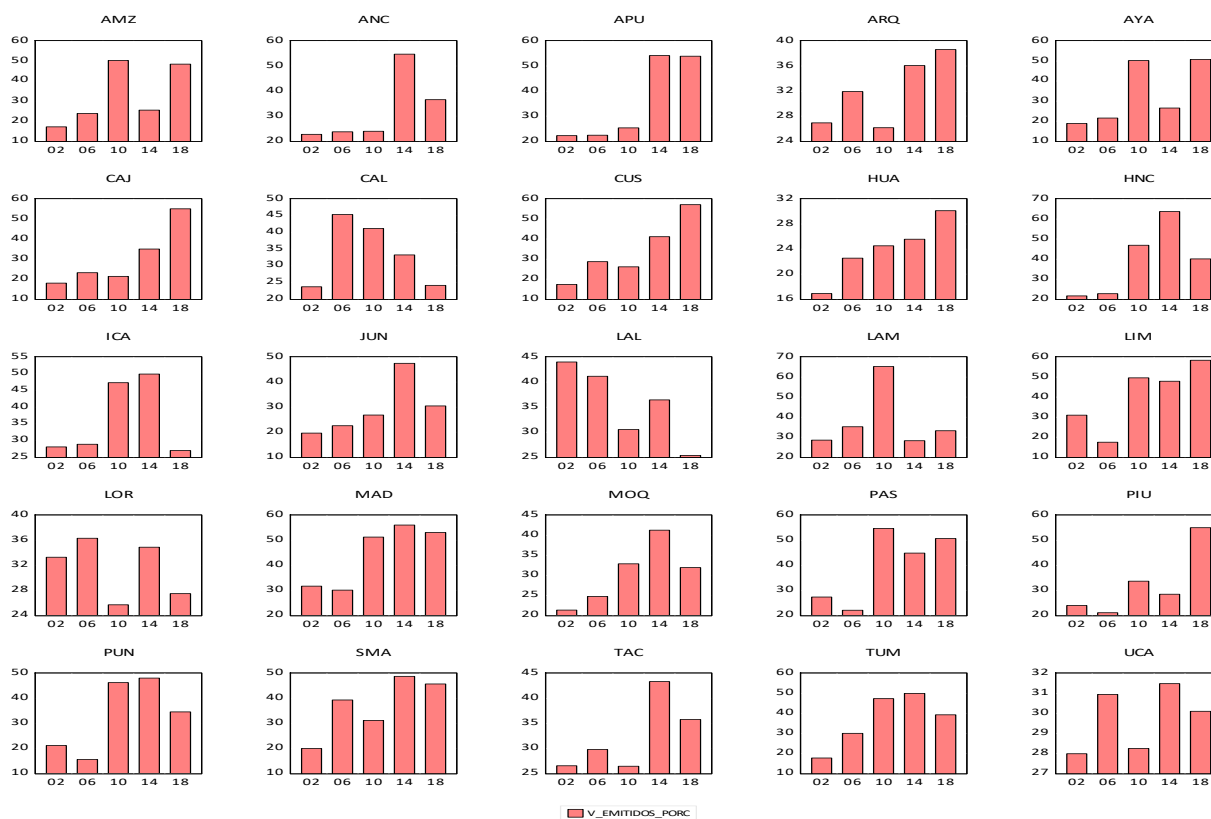 AMZ ANC APU ARQ AYA
60 60 60 40 60
50 50 50 36 50
40 40 40 32 40
30 30 30 28 30
20 20 20 24 20
10 10
02 06 10 14 18 02 06 10 14 18 02 06 10 14 18 02 06 10 14 18 02 06 10 14 18
CAJ CAL CUS HUA HNC
60 50 60 32 70
50 45 50 28 60
40 40 40 24 50
30 35 30 20 40
20 30 20 16 30
10 25 10 20
20
02 06 10 14 18 02 06 10 14 18 02 06 10 14 18 02 06 10 14 18 02 06 10 14 18
ICA JUN LAL LAM LIM
55 50 45 70 60
50 40 40 60 50
45 30 35 50 40
40 20 30 40 30
35 10 25 30 20
30 20 10
25
02 06 10 14 18 02 06 10 14 18 02 06 10 14 18 02 06 10 14 18 02 06 10 14 18
LOR MAD MOQ PAS PIU
40 60 45 60 60
36 50 40 50 50
32 40 35 40 40
28 30 30 30 30
24 20 25 20 20
20
02 06 10 14 18 02 06 10 14 18 02 06 10 14 18 02 06 10 14 18 02 06 10 14 18
PUN SMA TAC TUM UCA
50 50 45 60 32
40 40 40 50 31
30 30 35 40 30
20 20 30 30 29
10 10 25 20 28
10 27
02 06 10 14 18 02 06 10 14 18 02 06 10 14 18 02 06 10 14 18 02 06 10 14 18
V_EMITIDOS_PORC